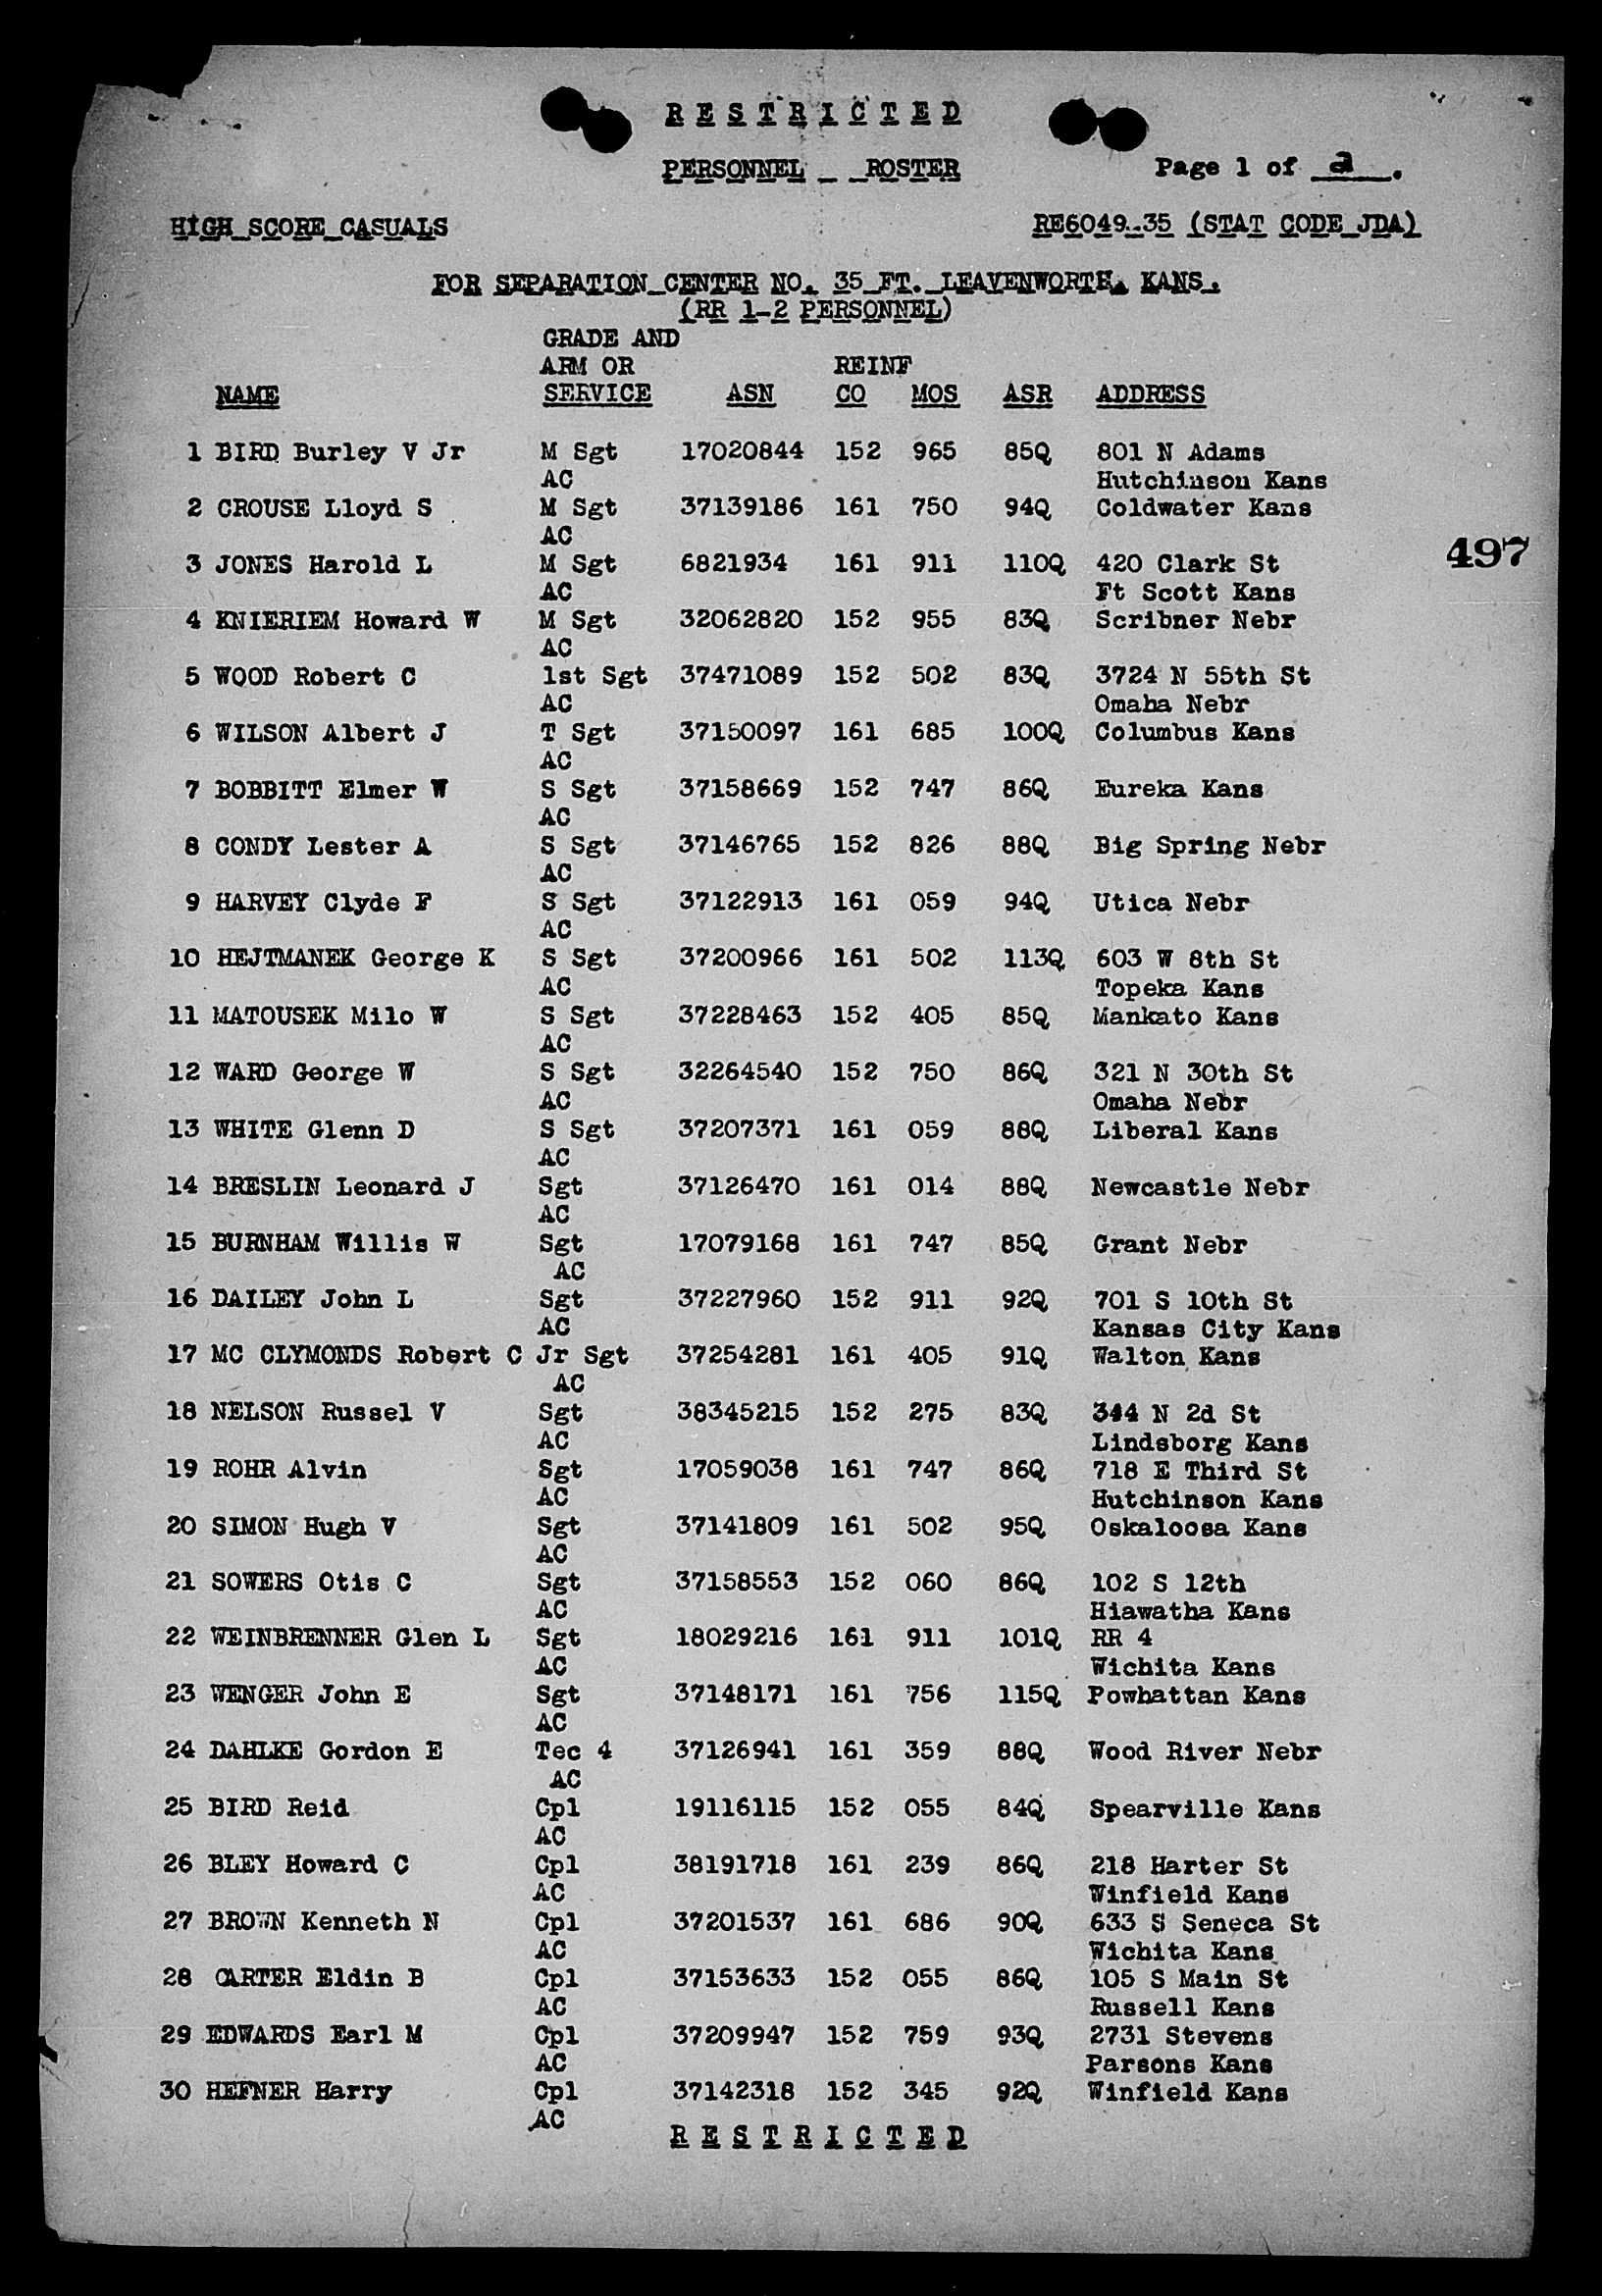 RESTRICTED
PERSONNEL _ _ROSTER
Page 1 of 2.
HIGH SCORE CASUALS
RE6049-35 (STAT CODE JDA)
FOR SEPARATION CENTER NO. 35 FT. LEAVENWORTH, KANS.
(RR 1-2 PERSONNEL)
GRADE AND
ARM OR REINF
NAME SERVICE ASN CO MOS ASR ADDRESS
1 BIRD Burley V Jr M Sgt 17020844 152 965 85Q 801 N Adams
AC Hutchinson Kans
2 CROUSE Lloyd S M Sgt 37139186 161 750 94Q Coldwater Kans
AC
497
3 JONES Harold L M Sgt 6821934 161 911 110Q 420 Clark St
AC Ft Scott Kans
4 KNIERIEM Howard W M Sgt 32062820 152 955 83Q Scribner Nebr
AC
5 WOOD Robert C 1st Sgt 37471089 152 502 83Q 3724 N 55th St
AC Omaha Nebr
6 WILSON Albert J T Sgt 37150097 161 685 100Q Columbus Kans
AC
7 BOBBITT Elmer W S Sgt 37158669 152 747 86Q Eureka Kans
AC
8 CONDY Lester A S Sgt 37146765 152 826 88Q Big Spring Nebr
AC
9 HARVEY Clyde F S Sgt 37122913 161 059 94Q Utica Nebr
AC
10 HEJTMANEK George K S Sgt 37200966 161 502 113Q 603 W 8th St
AC Topeka Kans
11 MATOUSEK Milo W S Sgt 37228463 152 405 85Q Mankato Kans
AC
12 WARD George W S Sgt 32264540 152 750 86Q 321 N 30th St
AC Omaha Nebr
13 WHITE Glenn D S Sgt 37207371 161 059 88Q Liberal Kans
AC
14 BRESLIN Leonard J Sgt 37126470 161 014 88Q Newcastle Nebr
AC
15 BURNHAM Willis W Sgt 17079168 161 747 85Q Grant Nebr
AC
16 DAILEY John L Sgt 37227960 152 911 92Q 701 S 10th St
AC Kansas City Kans
17 MC CLYMONDS Robert C Jr Sgt 37254281 161 405 91Q Walton Kans
AC
18 NELSON Russel V Sgt 38345215 152 275 83Q 344 N 2d St
AC Lindsborg Kans
19 ROHR Alvin Sgt 17059038 161 747 86Q 718 E Third St
AC Hutchinson Kans
20 SIMON Hugh V Sgt 37141809 161 502 95Q Oskaloosa Kans
AC
21 SOWERS Otis C Sgt 37158553 152 060 86Q 102 S 12th
AC Hiawatha Kans
22 WEINBRENNER Glen L Sgt 18029216 161 911 101Q RR 4
AC Wichita Kans
23 WENGER John E Sgt 37148171 161 756 115Q Powhattan Kans
AC
24 DAHLKE Gordon E Tec 4 37126941 161 359 88Q Wood River Nebr
AC
25 BIRD Reid Cpl 19116115 152 055 84Q Spearville Kans
AC
26 BLEY Howard C Cpl 38191718 161 239 86Q 218 Harter St
AC Winfield Kans
27 BROWN Kenneth N Cpl 37201537 161 686 90Q 633 S Seneca St
AC Wichita Kans
28 CARTER Eldin B Cpl 37153633 152 055 86Q 105 S Main St
AC Russell Kans
29 EDWARDS Earl M Cpl 37209947 152 759 93Q 2731 Stevens
AC Parsons Kans
30 HEFNER Harry Cpl 37142318 152 345 92Q Winfield Kans
AC
RESTRICTED